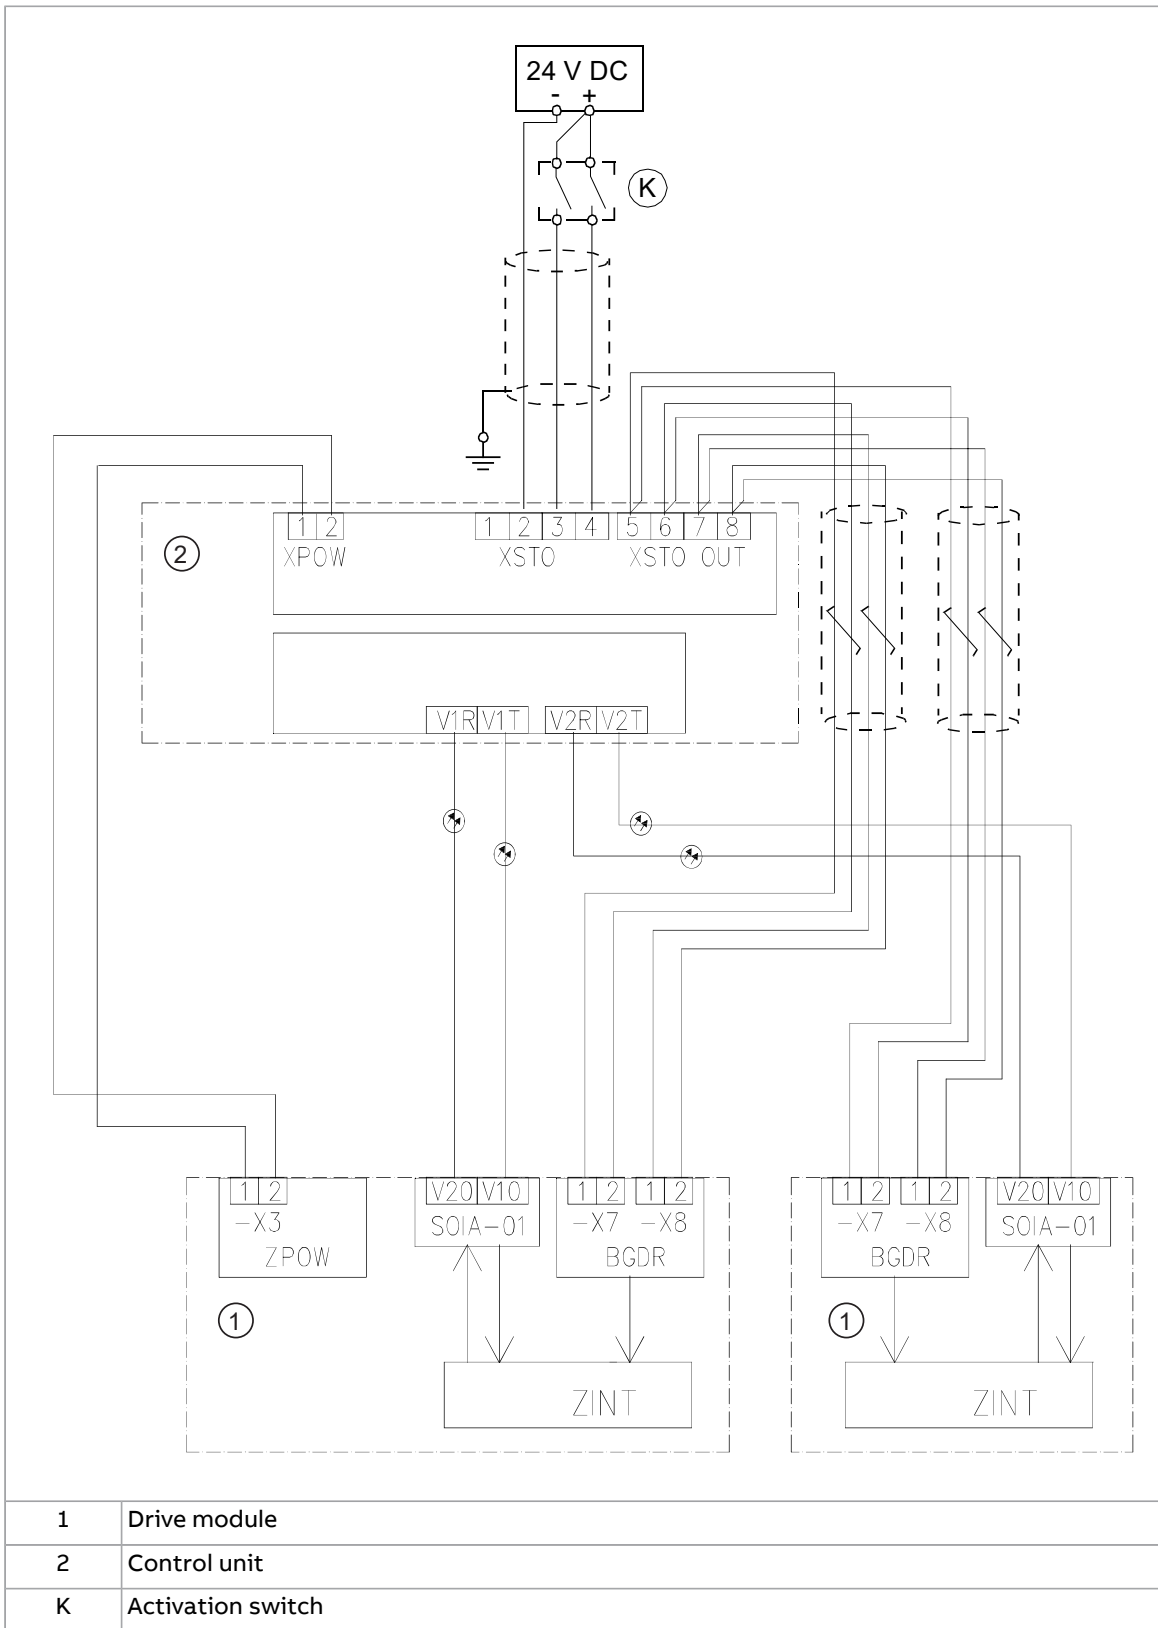 24 V DC
- +
K
1 2 1 2 3 4 5 6 7 8
XPOW XSTO XSTO OUT
2
V1R V1T V2R V2T
1 2 V20 V10 1 2 1 2 1 2 1 2 V20 V10
-X3 SOIA-01 -X7 -X8 -X7 -X8 SOIA-01
ZPOW BGDR BGDR
1 1
ZINT ZINT
1 Drive module
2 Control unit
K Activation switch